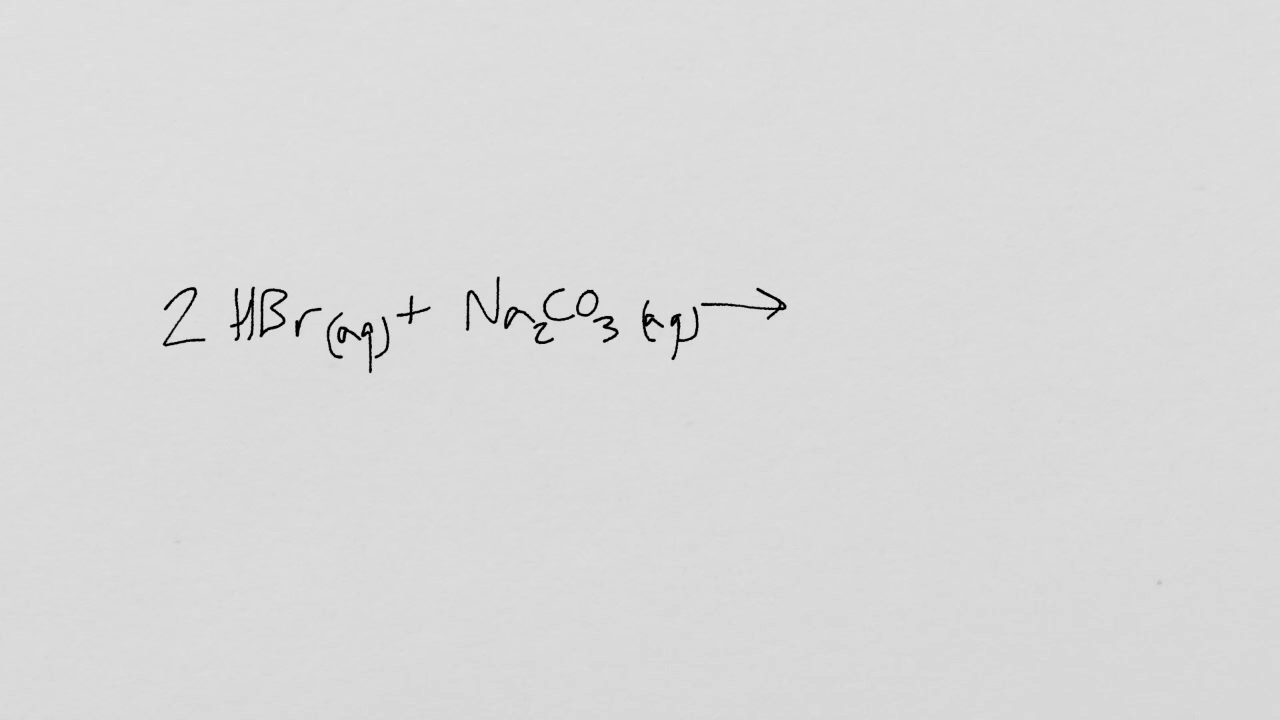 2 HBr(aq) + Na₂CO₃ (aq) →